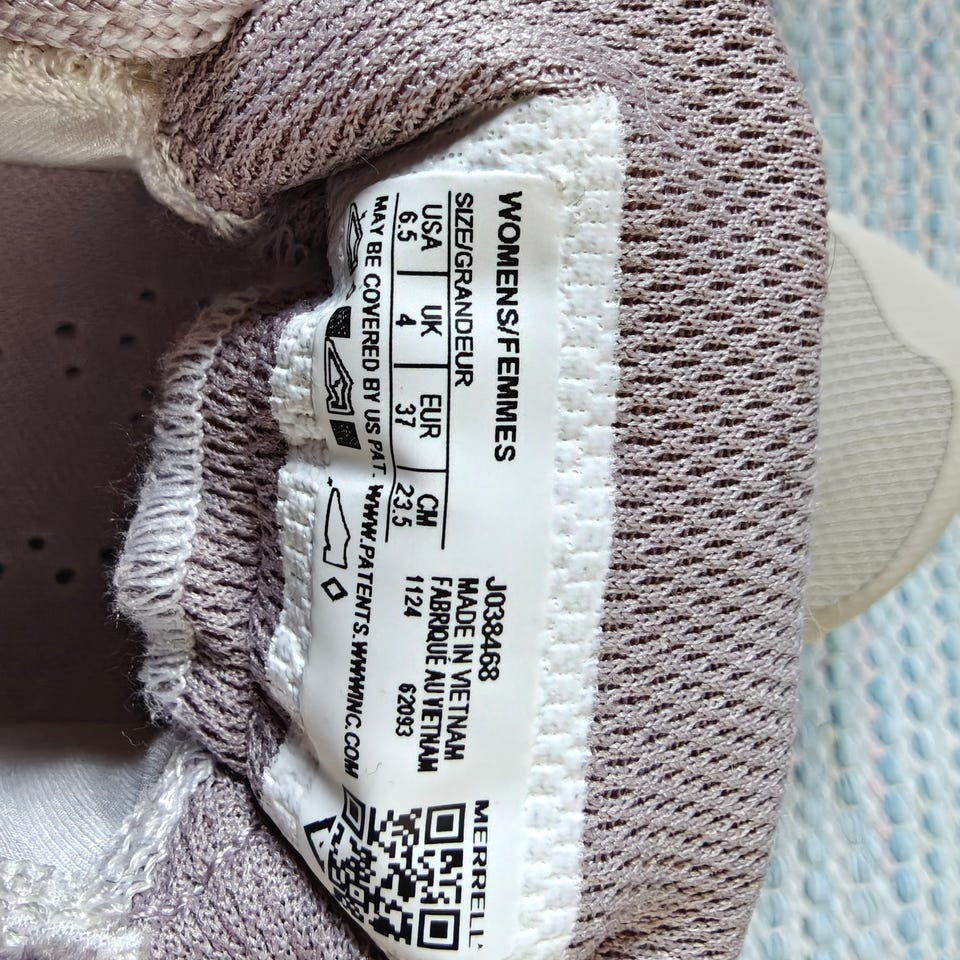 WOMENS/FEMMES
SIZE/GRANDEUR
USA UK EUR CM
6.5 4 37 23.5
J038468
MADE IN VIETNAM
FABRIQUÉ AU VIETNAM
1124 62093
MAY BE COVERED BY US PAT. WWW.PATENTS.WWWINC.COM
MERRELL